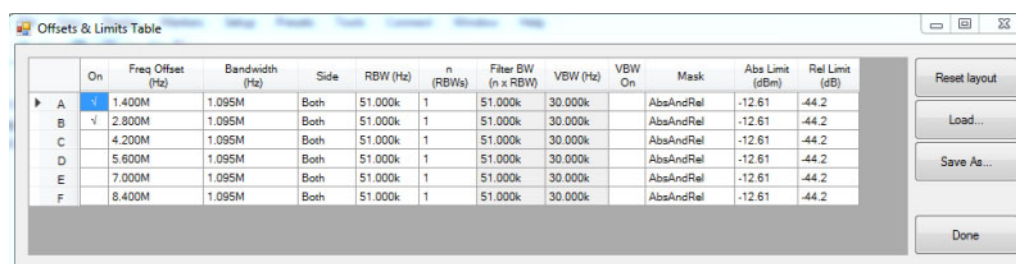 Offsets & Limits Table
On Freq Offset (Hz) Bandwidth (Hz) Side RBW (Hz) n (RBWs) Filter BW (n x RBW) VBW (Hz) VBW On Mask Abs Limit (dBm) Rel Limit (dB)
A √ 1.400M 1.095M Both 51.000k 1 51.000k 30.000k AbsAndRel -12.61 -44.2
B √ 2.800M 1.095M Both 51.000k 1 51.000k 30.000k AbsAndRel -12.61 -44.2
C 4.200M 1.095M Both 51.000k 1 51.000k 30.000k AbsAndRel -12.61 -44.2
D 5.600M 1.095M Both 51.000k 1 51.000k 30.000k AbsAndRel -12.61 -44.2
E 7.000M 1.095M Both 51.000k 1 51.000k 30.000k AbsAndRel -12.61 -44.2
F 8.400M 1.095M Both 51.000k 1 51.000k 30.000k AbsAndRel -12.61 -44.2
Reset layout
Load...
Save As...
Done